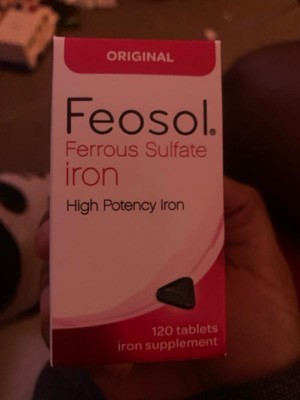 ORIGINAL
Feosol®
Ferrous Sulfate
iron
High Potency Iron
120 tablets
iron supplement